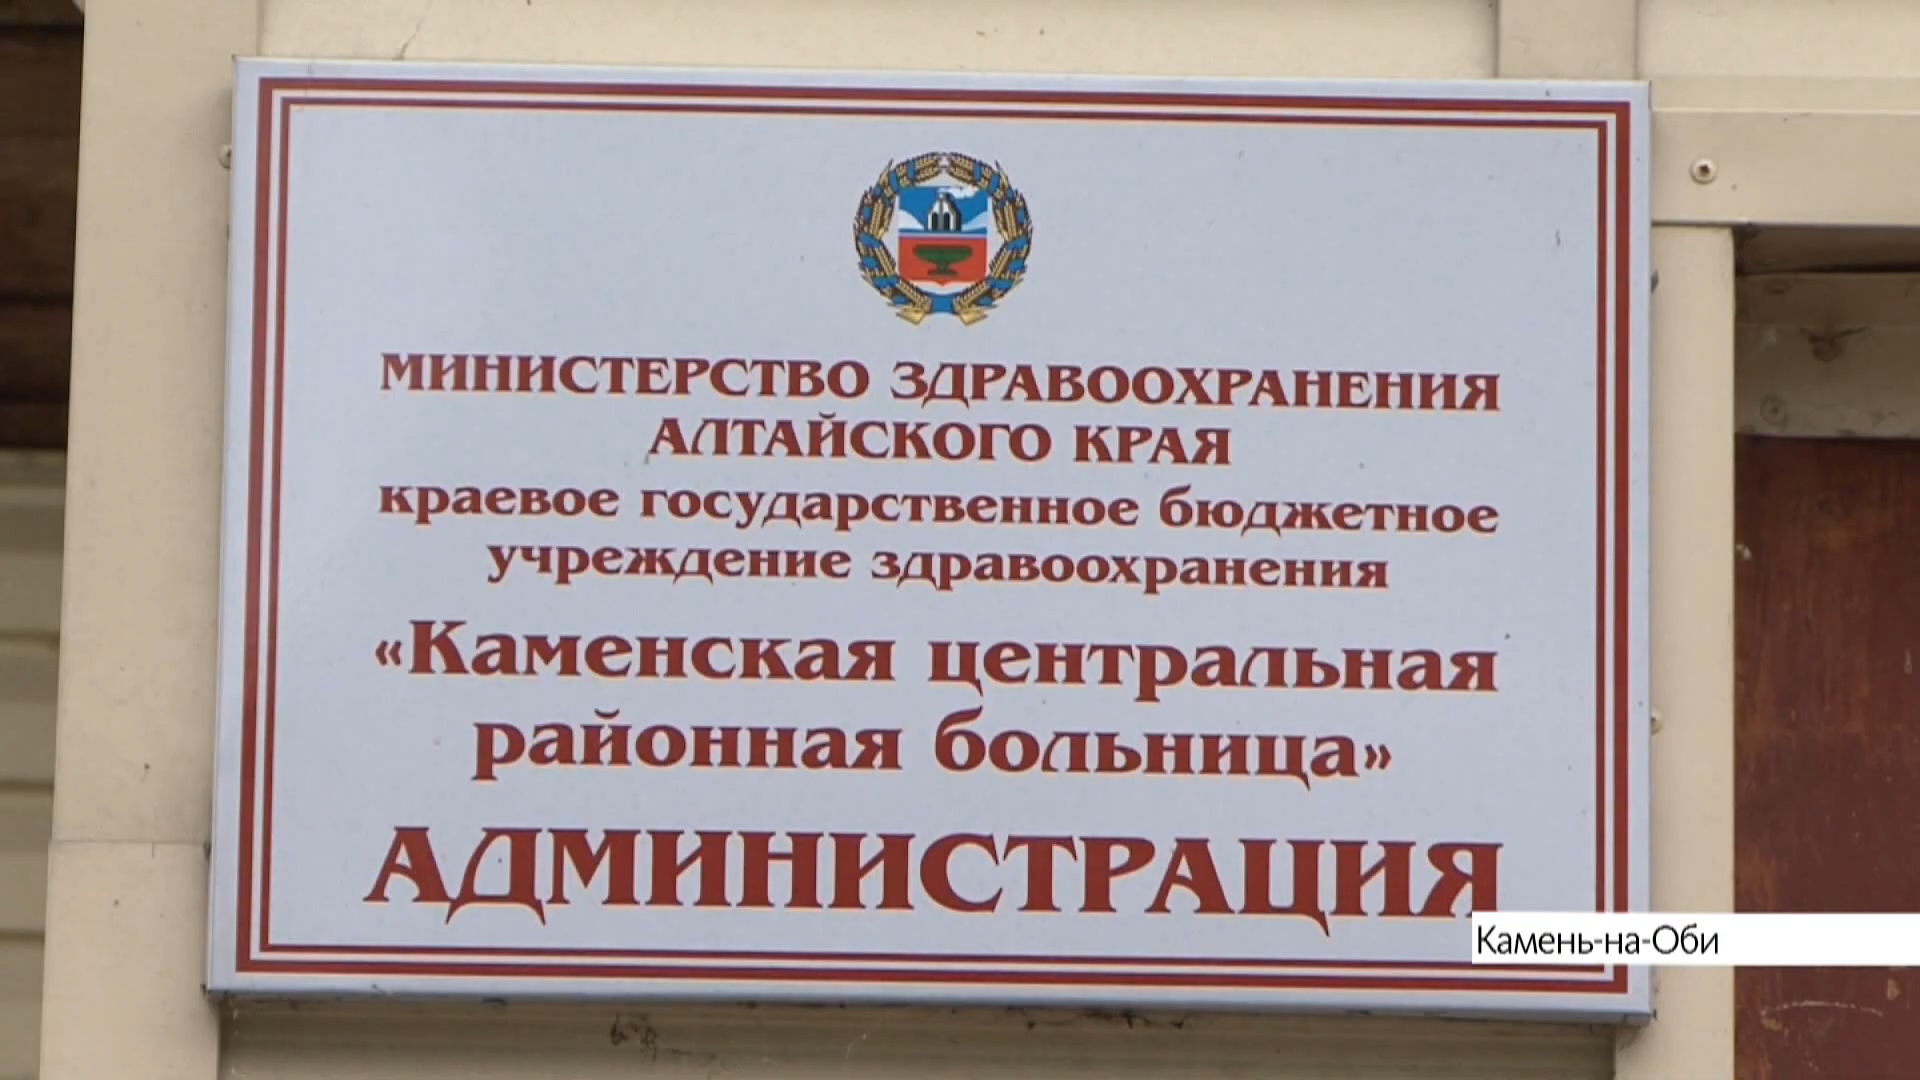 МИНИСТЕРСТВО ЗДРАВООХРАНЕНИЯ
АЛТАЙСКОГО КРАЯ
краевое государственное бюджетное
учреждение здравоохранения
«Каменская центральная
районная больница»
АДМИНИСТРАЦИЯ
Камень-на-Оби